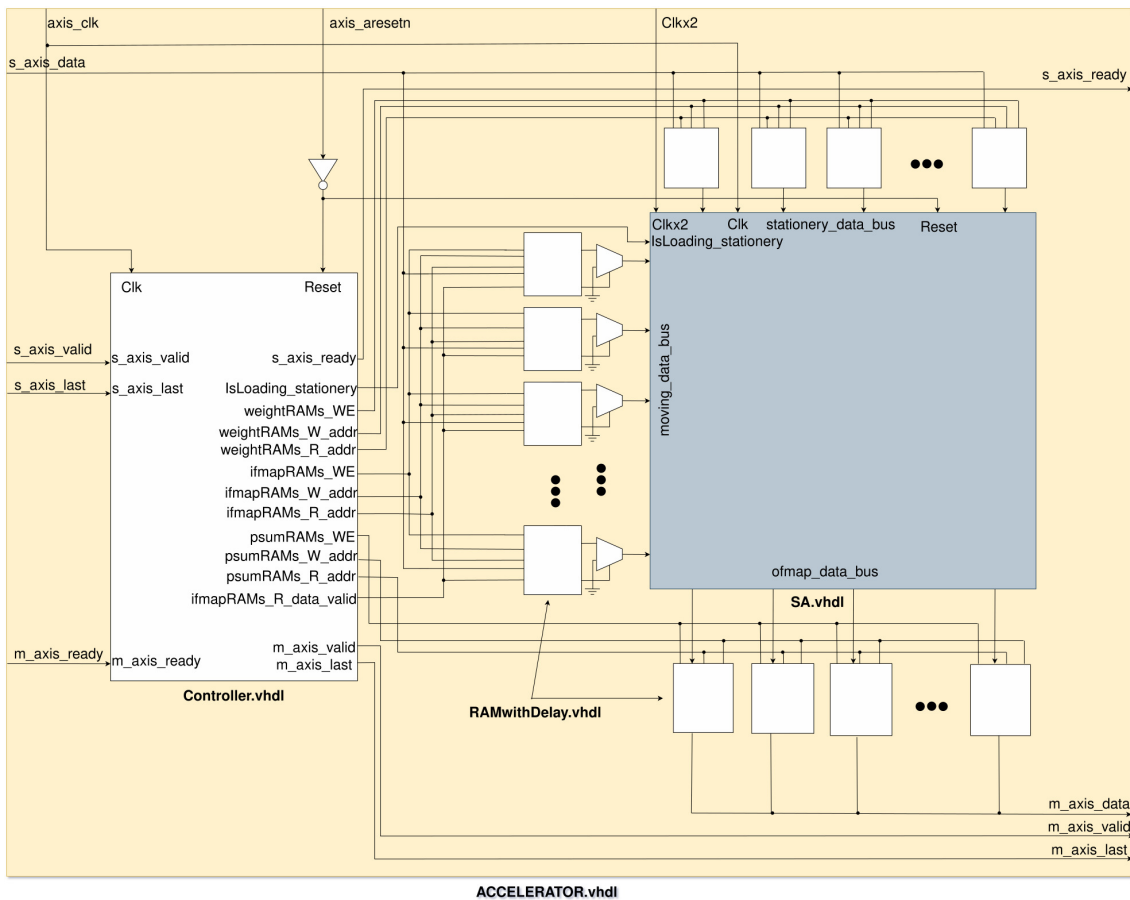 axis_clk
axis_aresetn
Clkx2
s_axis_data
s_axis_ready
Clkx2
Clk
stationery_data_bus
Reset
IsLoading_stationery
Clk
Reset
moving_data_bus
s_axis_valid
s_axis_valid
s_axis_ready
s_axis_last
s_axis_last
IsLoading_stationery
weightRAMs_WE
weightRAMs_W_addr
weightRAMs_R_addr
ifmapRAMs_WE
ifmapRAMs_W_addr
ifmapRAMs_R_addr
psumRAMs_WE
psumRAMs_W_addr
psumRAMs_R_addr
ifmapRAMs_R_data_valid
ofmap_data_bus
SA.vhdl
m_axis_ready
m_axis_ready
m_axis_valid
m_axis_last
Controller.vhdl
RAMwithDelay.vhdl
m_axis_data
m_axis_valid
m_axis_last
ACCELERATOR.vhdl